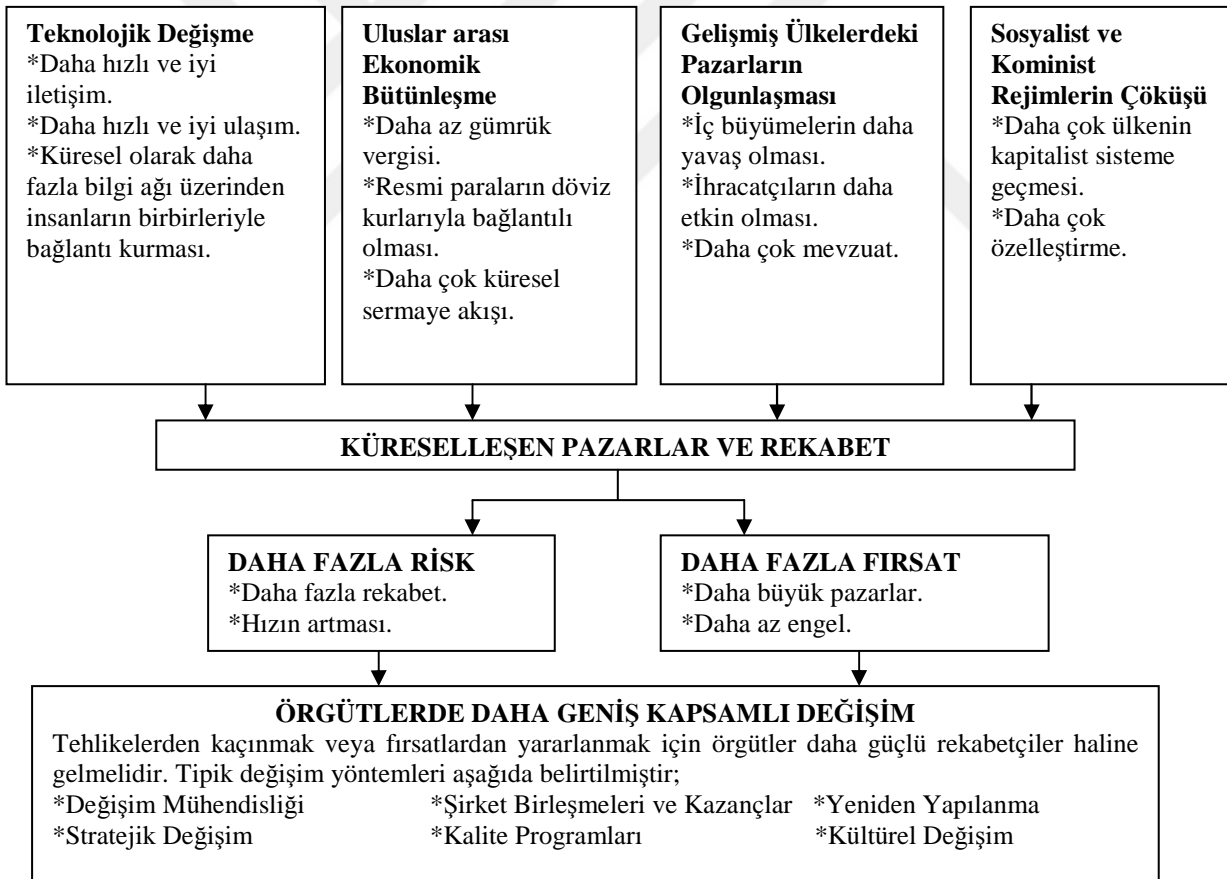 Teknolojik Değişme
*Daha hızlı ve iyi
iletişim.
*Daha hızlı ve iyi ulaşım.
*Küresel olarak daha
fazla bilgi ağı üzerinden
insanların birbirleriyle
bağlantı kurması.
Uluslar arası
Ekonomik
Bütünleşme
*Daha az gümrük
vergisi.
*Resmi paraların döviz
kurlarıyla bağlantılı
olması.
*Daha çok küresel
sermaye akışı.
Gelişmiş Ülkelerdeki
Pazarların
Olgunlaşması
*İç büyümelerin daha
yavaş olması.
*İhracatçıların daha
etkin olması.
*Daha çok mevzuat.
Sosyalist ve
Kominist
Rejimlerin Çöküşü
*Daha çok ülkenin
kapitalist sisteme
geçmesi.
*Daha çok
özelleştirme.
KÜRESELLEŞEN PAZARLAR VE REKABET
DAHA FAZLA RİSK
*Daha fazla rekabet.
*Hızın artması.
DAHA FAZLA FIRSAT
*Daha büyük pazarlar.
*Daha az engel.
ÖRGÜTLERDE DAHA GENİŞ KAPSAMLI DEĞİŞİM
Tehlikelerden kaçınmak veya fırsatlardan yararlanmak için örgütler daha güçlü rekabetçiler haline
gelmelidir. Tipik değişim yöntemleri aşağıda belirtilmiştir;
*Değişim Mühendisliği *Şirket Birleşmeleri ve Kazançlar *Yeniden Yapılanma
*Stratejik Değişim *Kalite Programları *Kültürel Değişim